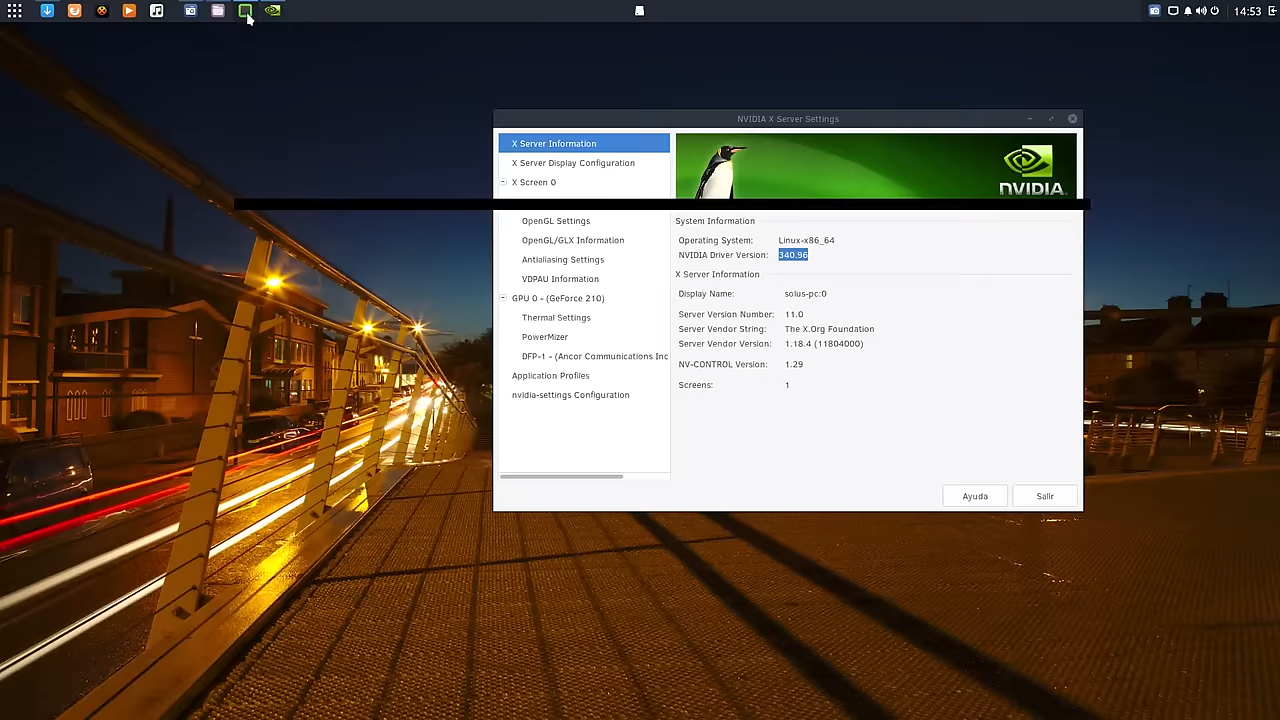 14:53
NVIDIA X Server Settings
X Server Information
X Server Display Configuration
X Screen 0
OpenGL Settings
OpenGL/GLX Information
Antialiasing Settings
VDPAU Information
GPU 0 - (GeForce 210)
Thermal Settings
PowerMizer
DFP-1 - (Ancor Communications Inc
Application Profiles
nvidia-settings Configuration
NVIDIA.
System Information
Operating System: Linux-x86_64
NVIDIA Driver Version: 340.96
X Server Information
Display Name: solus-pc:0
Server Version Number: 11.0
Server Vendor String: The X.Org Foundation
Server Vendor Version: 1.18.4 (11804000)
NV-CONTROL Version: 1.29
Screens: 1
Ayuda
Salir